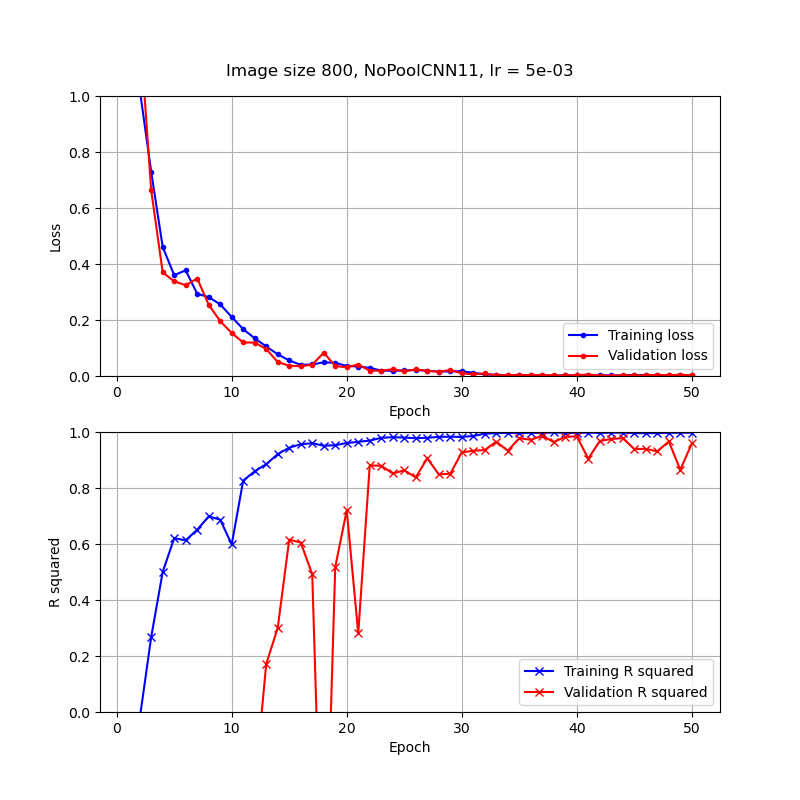 Image size 800, NoPoolCNN11, lr = 5e-03
1.0
0.8
0.6
0.4
0.2
0.0
Loss
Training loss
Validation loss
0 10 20 30 40 50
Epoch
1.0
0.8
0.6
0.4
0.2
0.0
R squared
Training R squared
Validation R squared
0 10 20 30 40 50
Epoch